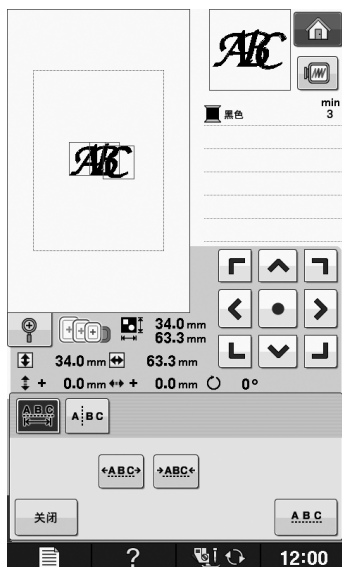 ABC
min
黑色 3
ABC
34.0 mm
63.3 mm
34.0 mm 63.3 mm
+ 0.0 mm + 0.0 mm 0°
ABC A BC
ABC ABC
关闭 ABC
? 12:00